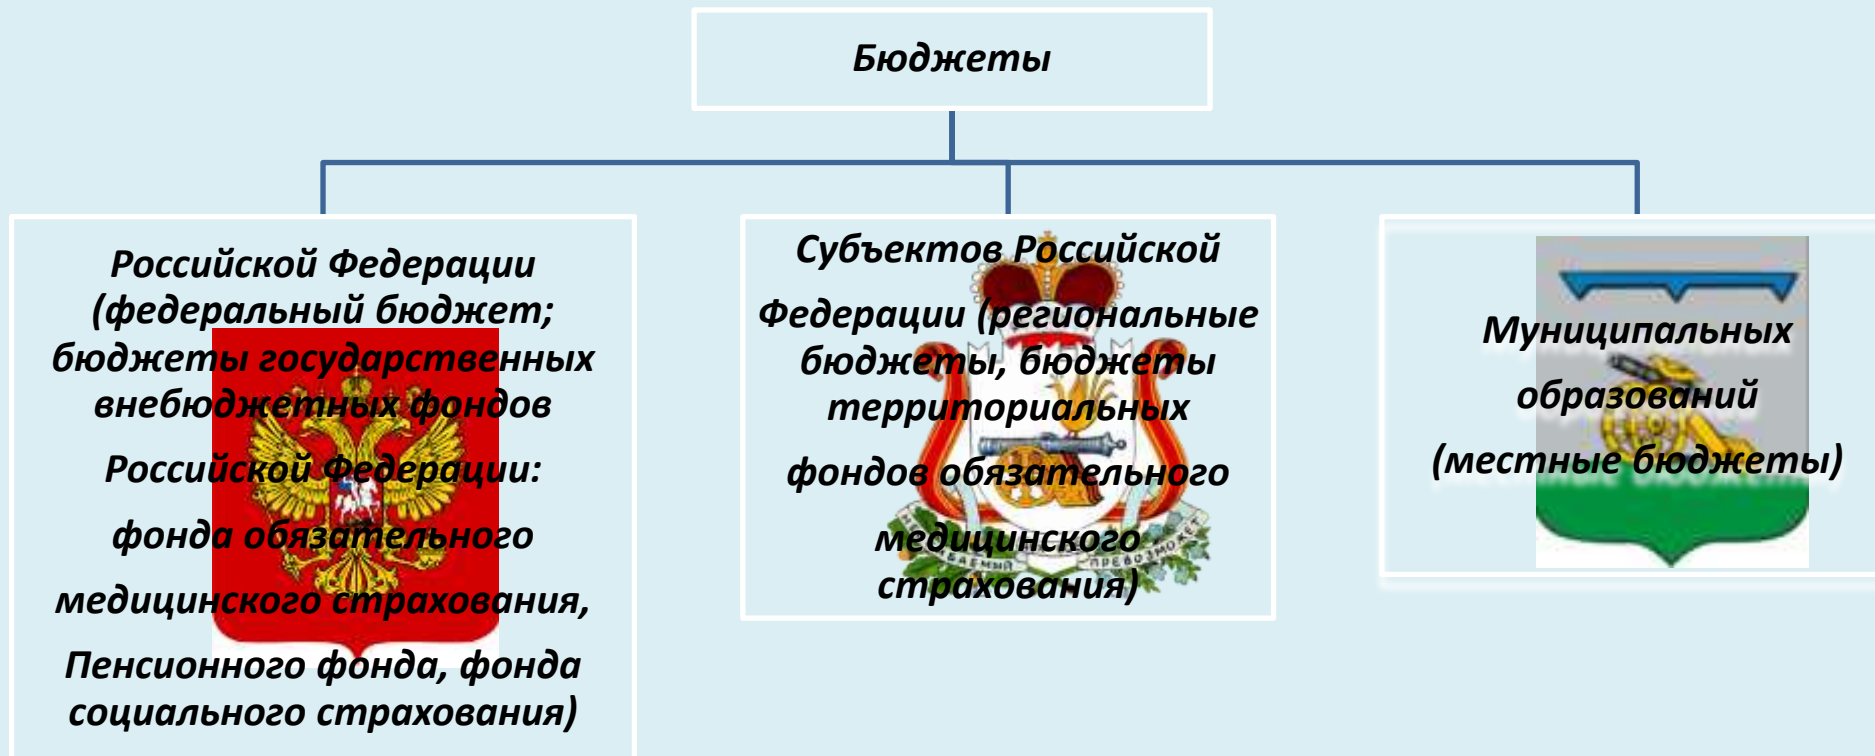 Бюджеты
Российской Федерации
(федеральный бюджет;
бюджеты государственных
внебюджетных фондов
Российской Федерации:
фонда обязательного
медицинского страхования,
Пенсионного фонда, фонда
социального страхования)
Субъектов Российской
Федерации (региональные
бюджеты, бюджеты
территориальных
фондов обязательного
медицинского
страхования)
Муниципальных
образований
(местные бюджеты)